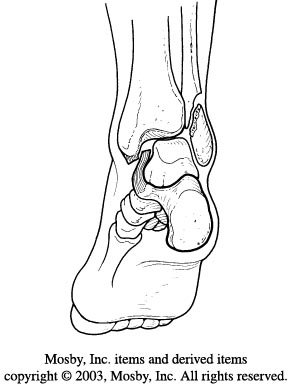 Mosby, Inc. items and derived items
copyright © 2003, Mosby, Inc. All rights reserved.